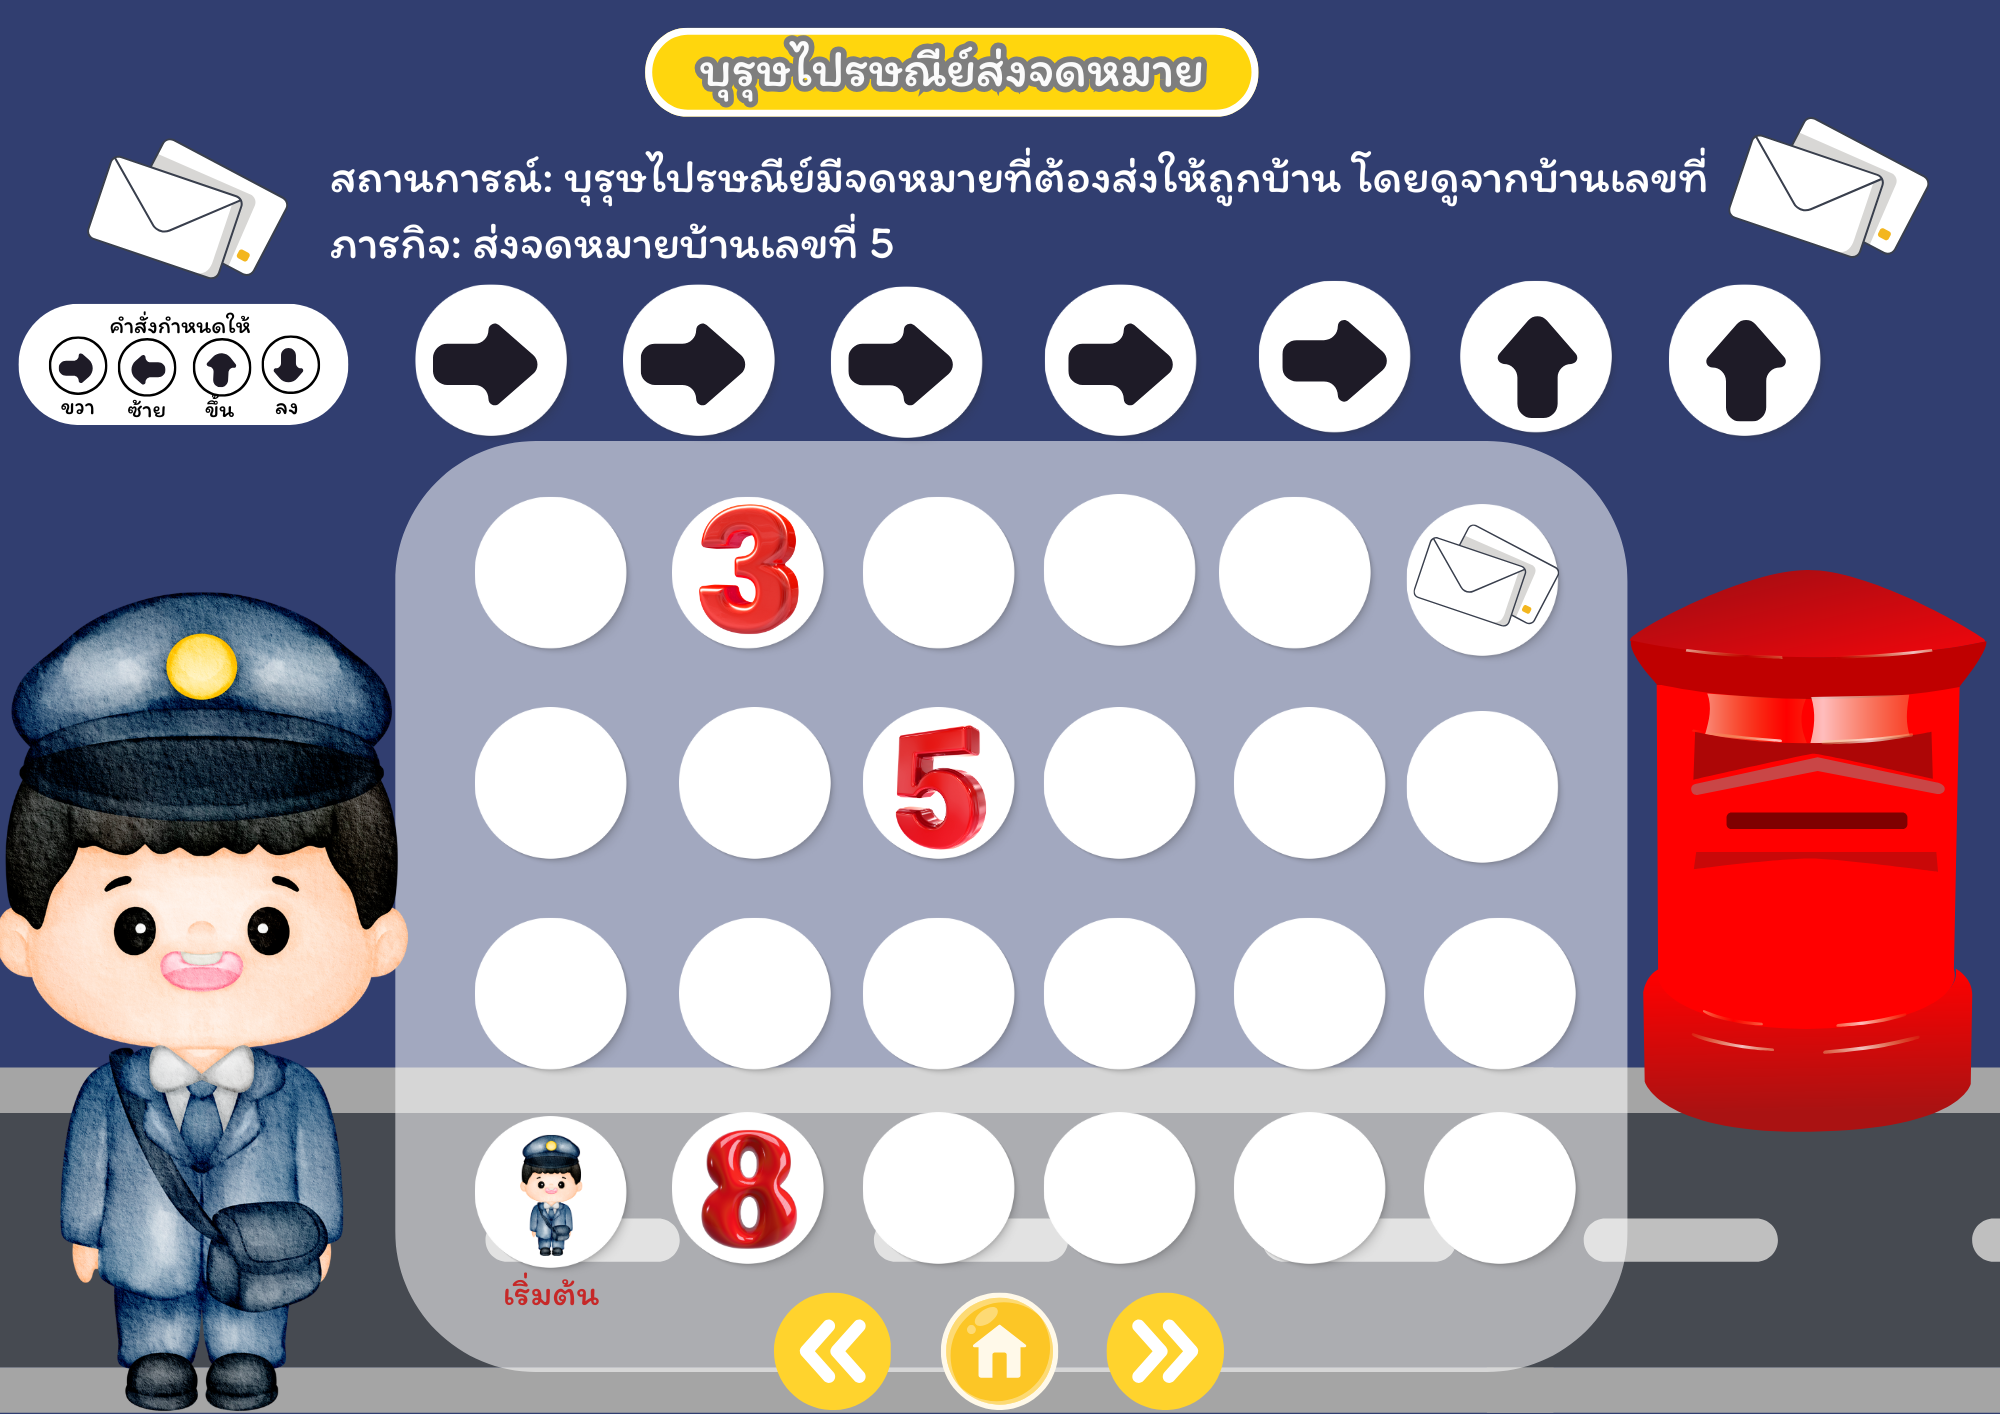 บุรุษไปรษณีย์ส่งจดหมาย
สถานการณ์: บุรุษไปรษณีย์มีจดหมายที่ต้องส่งให้ถูกบ้าน โดยดูจากบ้านเลขที่
ภารกิจ: ส่งจดหมายบ้านเลขที่ 5
คำสั่งกำหนดให้
ขวา ซ้าย ขึ้น ลง
3
5
8
เริ่มต้น